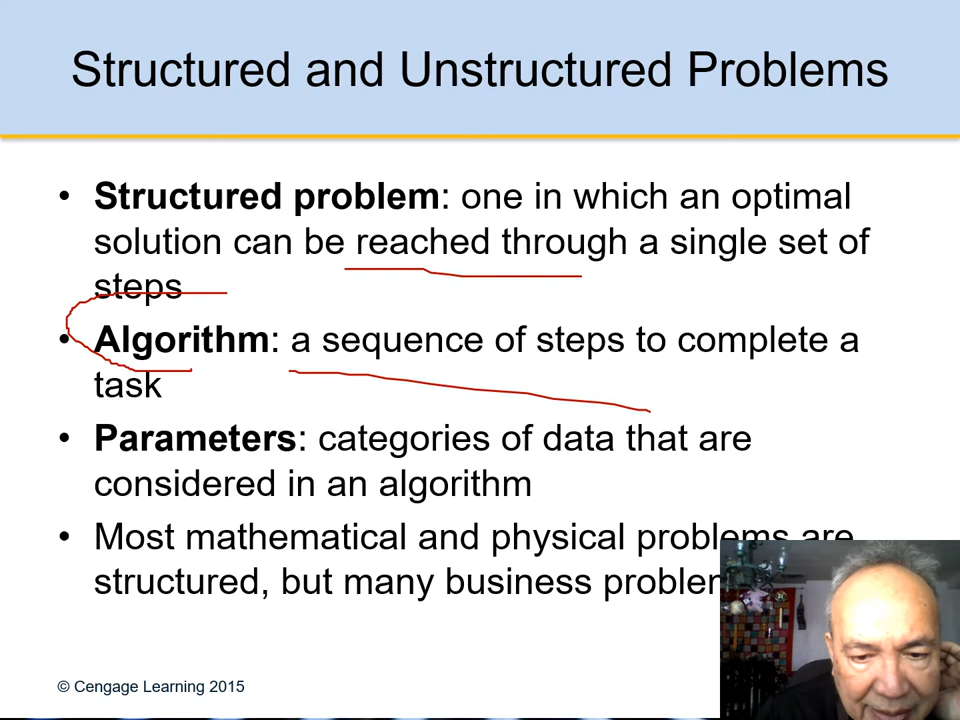 Structured and Unstructured Problems
• Structured problem: one in which an optimal
solution can be reached through a single set of
steps
• Algorithm: a sequence of steps to complete a
task
• Parameters: categories of data that are
considered in an algorithm
• Most mathematical and physical problems are
structured, but many business
© Cengage Learning 2015